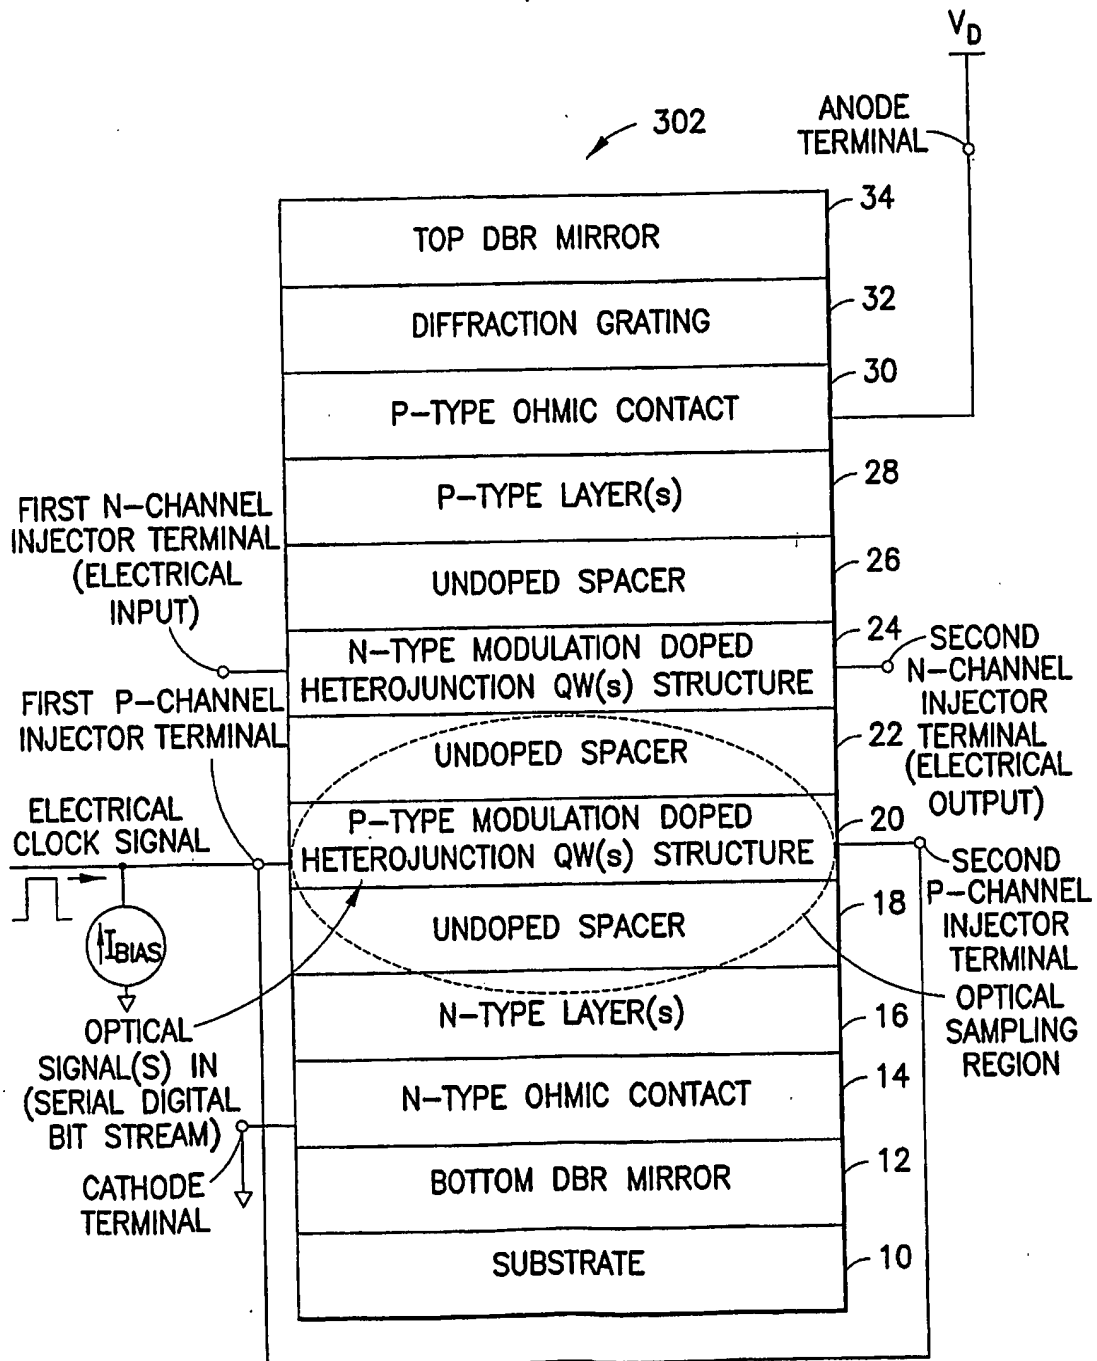 V_D
ANODE
TERMINAL
302
34
TOP DBR MIRROR
32
DIFFRACTION GRATING
30
P-TYPE OHMIC CONTACT
28
P-TYPE LAYER(s)
FIRST N-CHANNEL
INJECTOR TERMINAL
(ELECTRICAL
INPUT)
26
UNDOPED SPACER
24
N-TYPE MODULATION DOPED
HETEROJUNCTION QW(s) STRUCTURE
SECOND
N-CHANNEL
INJECTOR
TERMINAL
(ELECTRICAL
OUTPUT)
FIRST P-CHANNEL
INJECTOR TERMINAL
22
UNDOPED SPACER
ELECTRICAL
CLOCK SIGNAL
20
P-TYPE MODULATION DOPED
HETEROJUNCTION QW(s) STRUCTURE
SECOND
P-CHANNEL
INJECTOR
TERMINAL
18
UNDOPED SPACER
I_BIAS
OPTICAL
SAMPLING
REGION
16
N-TYPE LAYER(s)
OPTICAL
SIGNAL(S) IN
(SERIAL DIGITAL
BIT STREAM)
14
N-TYPE OHMIC CONTACT
CATHODE
TERMINAL
12
BOTTOM DBR MIRROR
10
SUBSTRATE